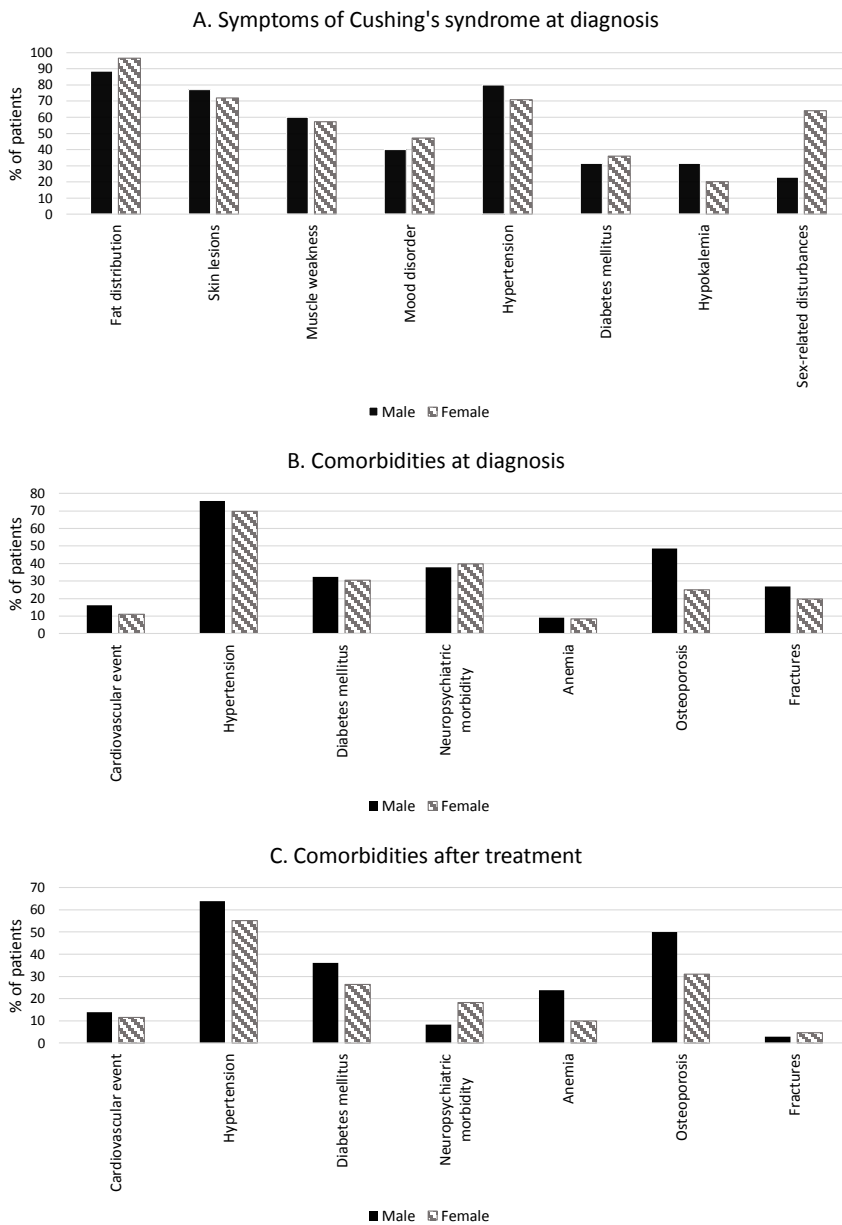 A. Symptoms of Cushing's syndrome at diagnosis
% of patients
100
90
80
70
60
50
40
30
20
10
0
Fat distribution
Skin lesions
Muscle weakness
Mood disorder
Hypertension
Diabetes mellitus
Hypokalemia
Sex-related disturbances
Male Female
B. Comorbidities at diagnosis
% of patients
80
70
60
50
40
30
20
10
0
Cardiovascular event
Hypertension
Diabetes mellitus
Neuropsychiatric
morbidity
Anemia
Osteoporosis
Fractures
Male Female
C. Comorbidities after treatment
% of patients
70
60
50
40
30
20
10
0
Cardiovascular event
Hypertension
Diabetes mellitus
Neuropsychiatric
morbidity
Anemia
Osteoporosis
Fractures
Male Female